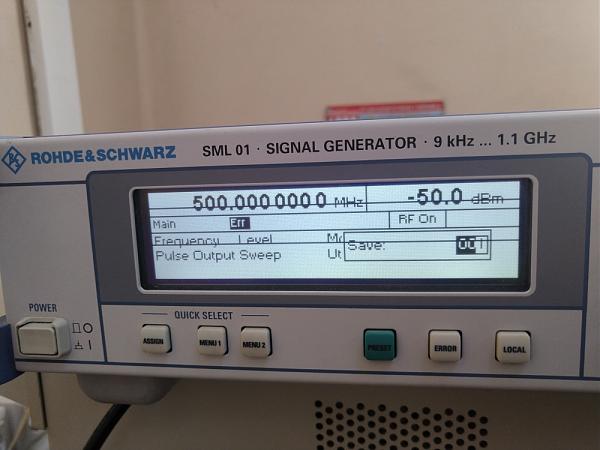 ROHDE&SCHWARZ SML 01 · SIGNAL GENERATOR · 9 kHz ... 1.1 GHz
500.000 000 0 MHz -50.0 dBm
Main Err RF On
Frequency Level
Save: 001
Pulse Output Sweep Ut
POWER
QUICK SELECT
ASSIGN MENU 1 MENU 2 PRESET ERROR LOCAL